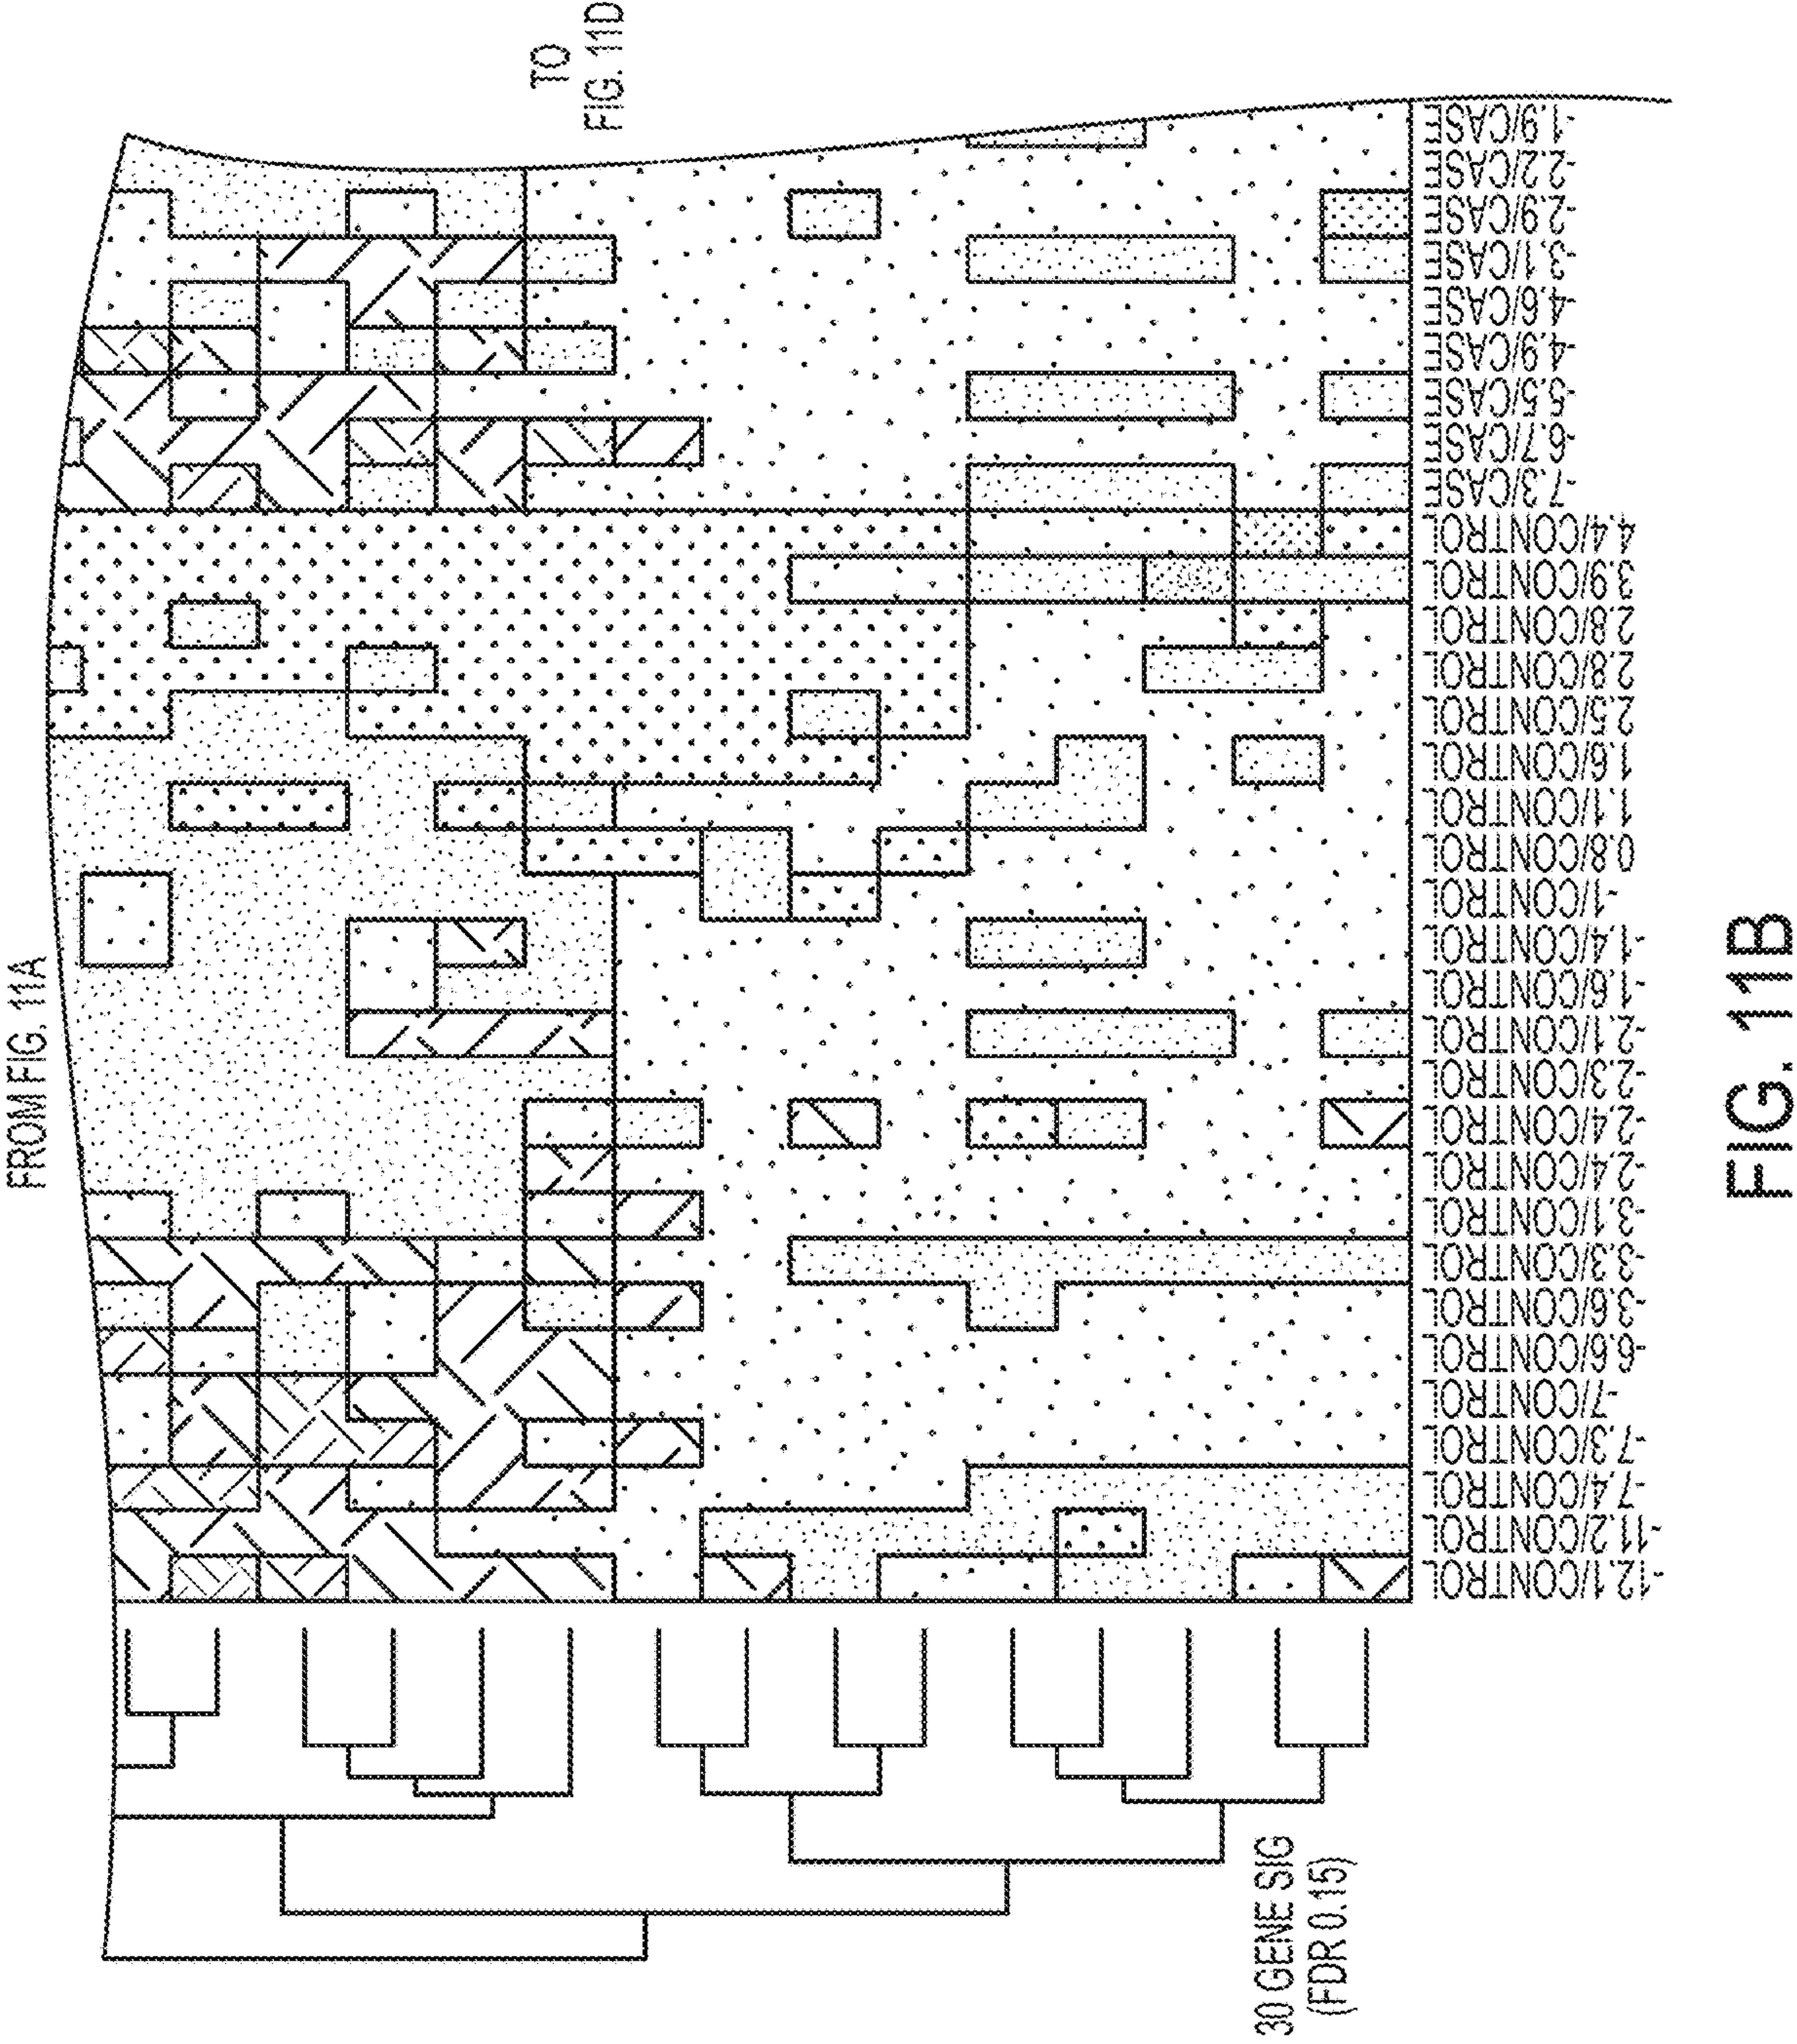 FROM FIG. 11A
TO
FIG. 11D
30 GENE SIG
(FDR 0.15)
-12.1/CONTROL
-11.2/CONTROL
-7.4/CONTROL
-7.3/CONTROL
-7/CONTROL
-6.6/CONTROL
-3.6/CONTROL
-3.3/CONTROL
-3.1/CONTROL
-2.4/CONTROL
-2.4/CONTROL
-2.3/CONTROL
-2.1/CONTROL
-1.6/CONTROL
-1.4/CONTROL
-1/CONTROL
0.8/CONTROL
1.1/CONTROL
1.6/CONTROL
2.5/CONTROL
2.8/CONTROL
2.8/CONTROL
3.9/CONTROL
4.4/CONTROL
-7.3/CASE
-6.7/CASE
-5.5/CASE
-4.9/CASE
-4.6/CASE
-3.1/CASE
-2.9/CASE
-2.2/CASE
-1.9/CASE
FIG. 11B